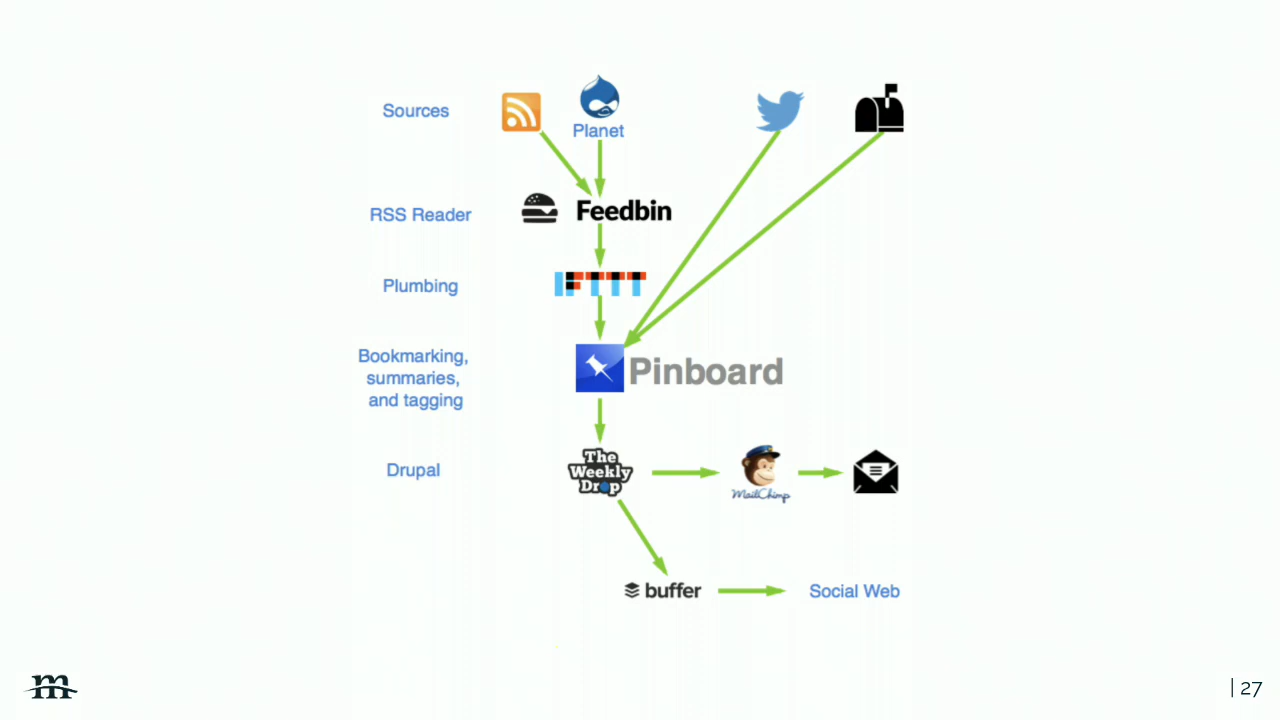 Sources
Planet
RSS Reader
Feedbin
Plumbing
IFTTT
Bookmarking,
summaries,
and tagging
Pinboard
Drupal
The
Weekly
Drop
MailChimp
buffer
Social Web
m
| 27